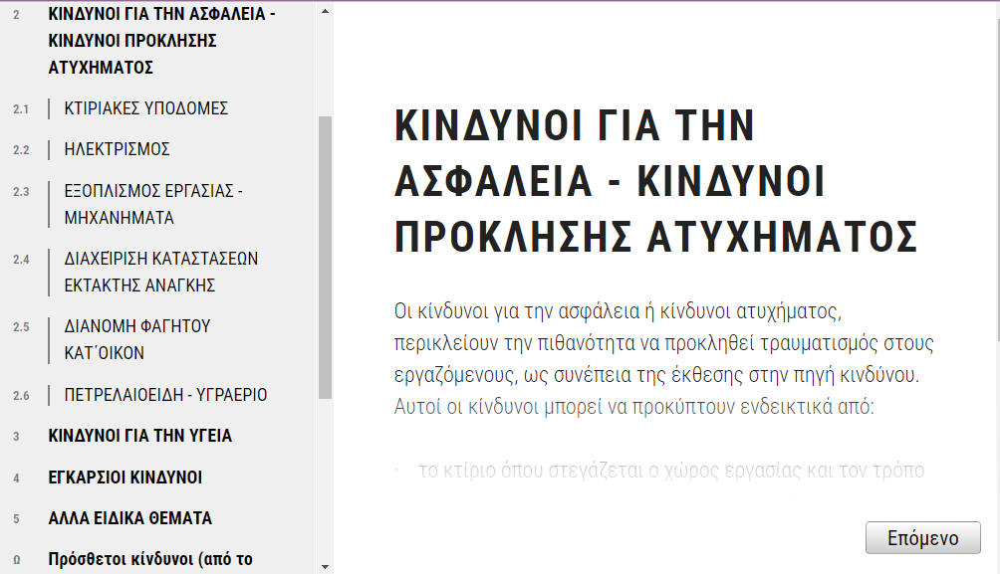 2 ΚΙΝΔΥΝΟΙ ΓΙΑ ΤΗΝ ΑΣΦΑΛΕΙΑ -
ΚΙΝΔΥΝΟΙ ΠΡΟΚΛΗΣΗΣ
ΑΤΥΧΗΜΑΤΟΣ
2.1 ΚΤΙΡΙΑΚΕΣ ΥΠΟΔΟΜΕΣ
2.2 ΗΛΕΚΤΡΙΣΜΟΣ
2.3 ΕΞΟΠΛΙΣΜΟΣ ΕΡΓΑΣΙΑΣ -
ΜΗΧΑΝΗΜΑΤΑ
2.4 ΔΙΑΧΕΊΡΙΣΗ ΚΑΤΑΣΤΑΣΕΩΝ
ΕΚΤΑΚΤΗΣ ΑΝΑΓΚΗΣ
2.5 ΔΙΑΝΟΜΗ ΦΑΓΗΤΟΥ
ΚΑΤ΄ΟΙΚΟΝ
2.6 ΠΕΤΡΕΛΑΙΟΕΙΔΗ - ΥΓΡΑΕΡΙΟ
3 ΚΙΝΔΥΝΟΙ ΓΙΑ ΤΗΝ ΥΓΕΙΑ
4 ΕΓΚΑΡΣΙΟΙ ΚΙΝΔΥΝΟΙ
5 ΑΛΛΑ ΕΙΔΙΚΑ ΘΕΜΑΤΑ
Ω Πρόσθετοι κίνδυνοι (από το
ΚΙΝΔΥΝΟΙ ΓΙΑ ΤΗΝ
ΑΣΦΑΛΕΙΑ - ΚΙΝΔΥΝΟΙ
ΠΡΟΚΛΗΣΗΣ ΑΤΥΧΗΜΑΤΟΣ
Οι κίνδυνοι για την ασφάλεια ή κίνδυνοι ατυχήματος,
περικλείουν την πιθανότητα να προκληθεί τραυματισμός στους
εργαζόμενους, ως συνέπεια της έκθεσης στην πηγή κινδύνου.
Αυτοί οι κίνδυνοι μπορεί να προκύπτουν ενδεικτικά από:
· το κτίριο όπου στεγάζεται ο χώρος εργασίας και τον τρόπο
Επόμενο